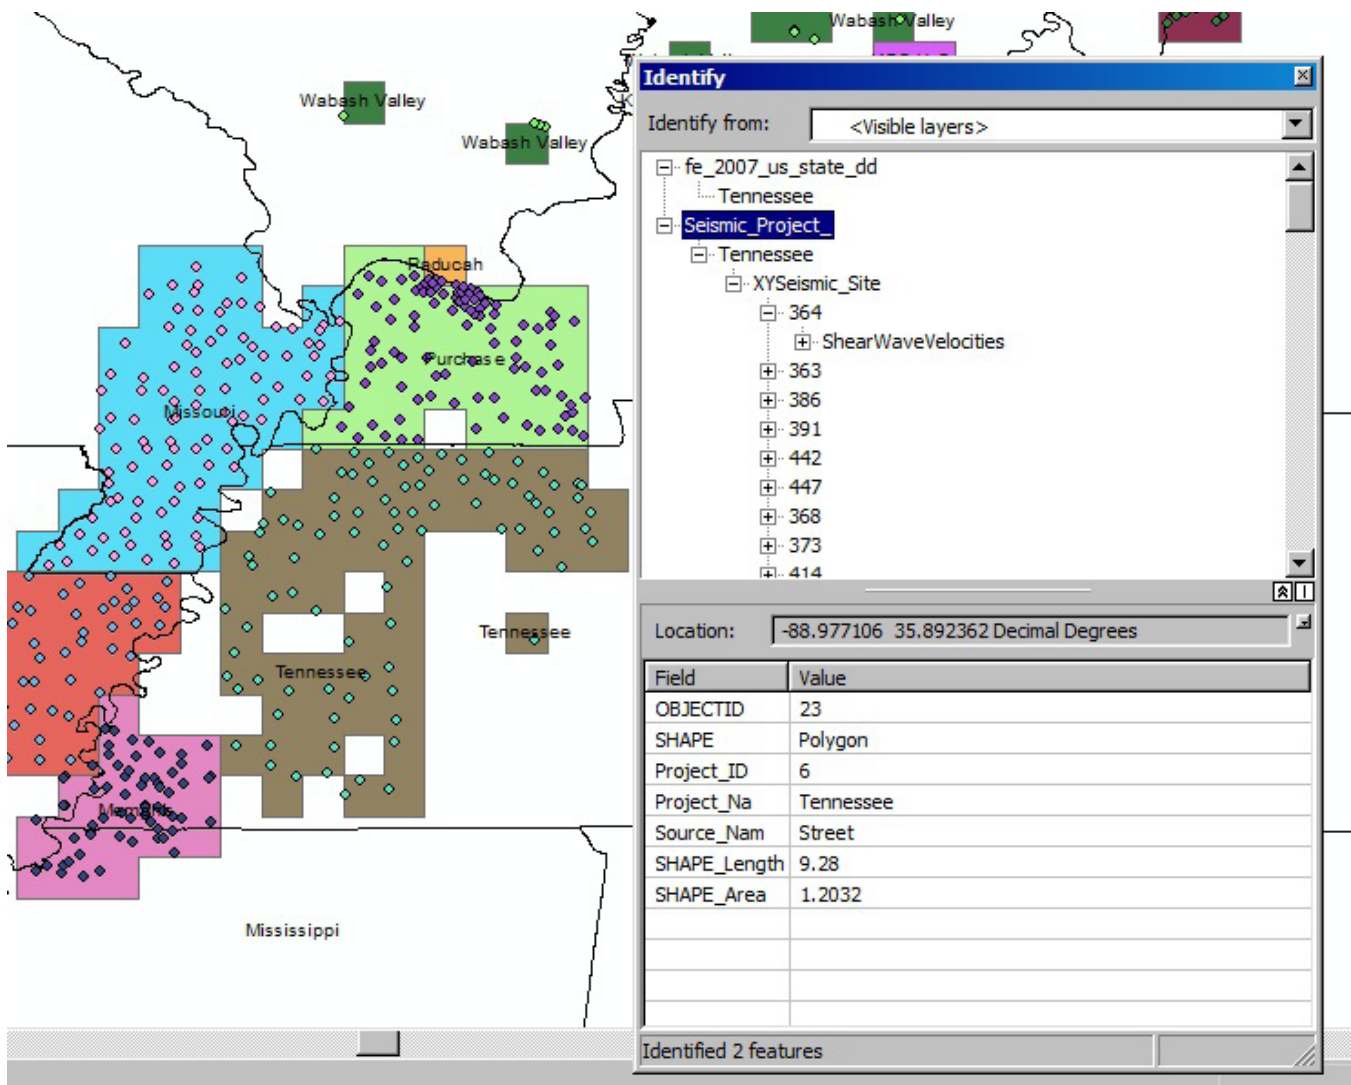 Wabash Valley
Wabash Valley
Wabash Valley
Paducah
Purchase
Missouri
Tennessee
Tennessee
Memphis
Mississippi
Identify
Identify from:
<Visible layers>
fe_2007_us_state_dd
Tennessee
Seismic_Project_
Tennessee
XYSeismic_Site
364
ShearWaveVelocities
363
386
391
442
447
368
373
414
Location: -88.977106 35.892362 Decimal Degrees
Field Value
OBJECTID 23
SHAPE Polygon
Project_ID 6
Project_Na Tennessee
Source_Nam Street
SHAPE_Length 9.28
SHAPE_Area 1.2032
Identified 2 features